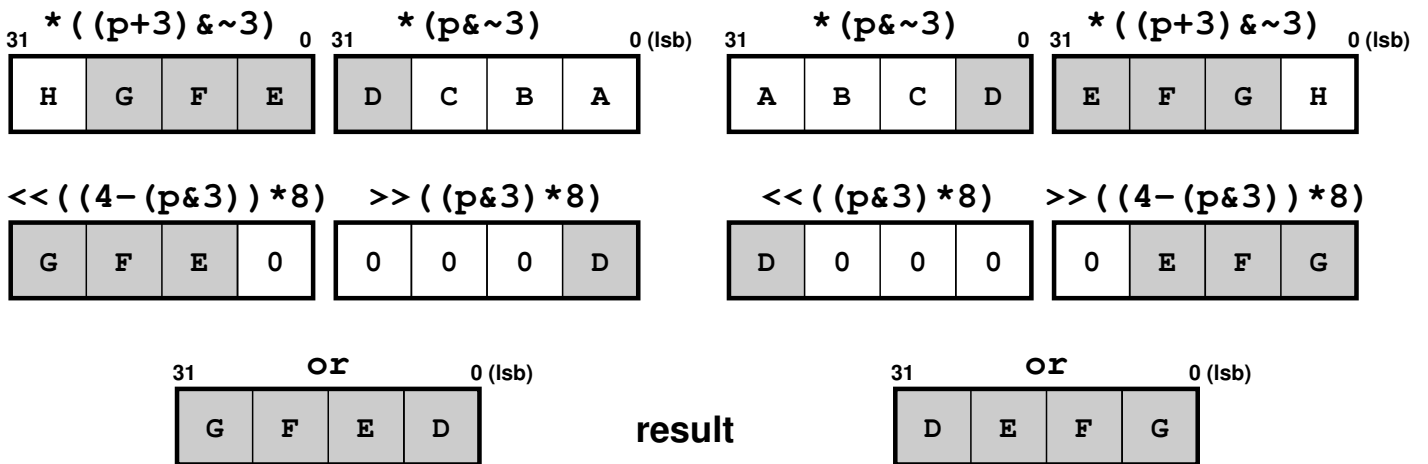 *((p+3)&~3) *(p&~3) *(p&~3) *((p+3)&~3)
31 0 31 0 (lsb) 31 0 31 0 (lsb)
H G F E D C B A A B C D E F G H
<<((4-(p&3))*8) >>((p&3)*8) <<((p&3)*8) >>((4-(p&3))*8)
G F E 0 0 0 0 D D 0 0 0 0 E F G
or or
31 0 (lsb) 31 0 (lsb)
G F E D result D E F G